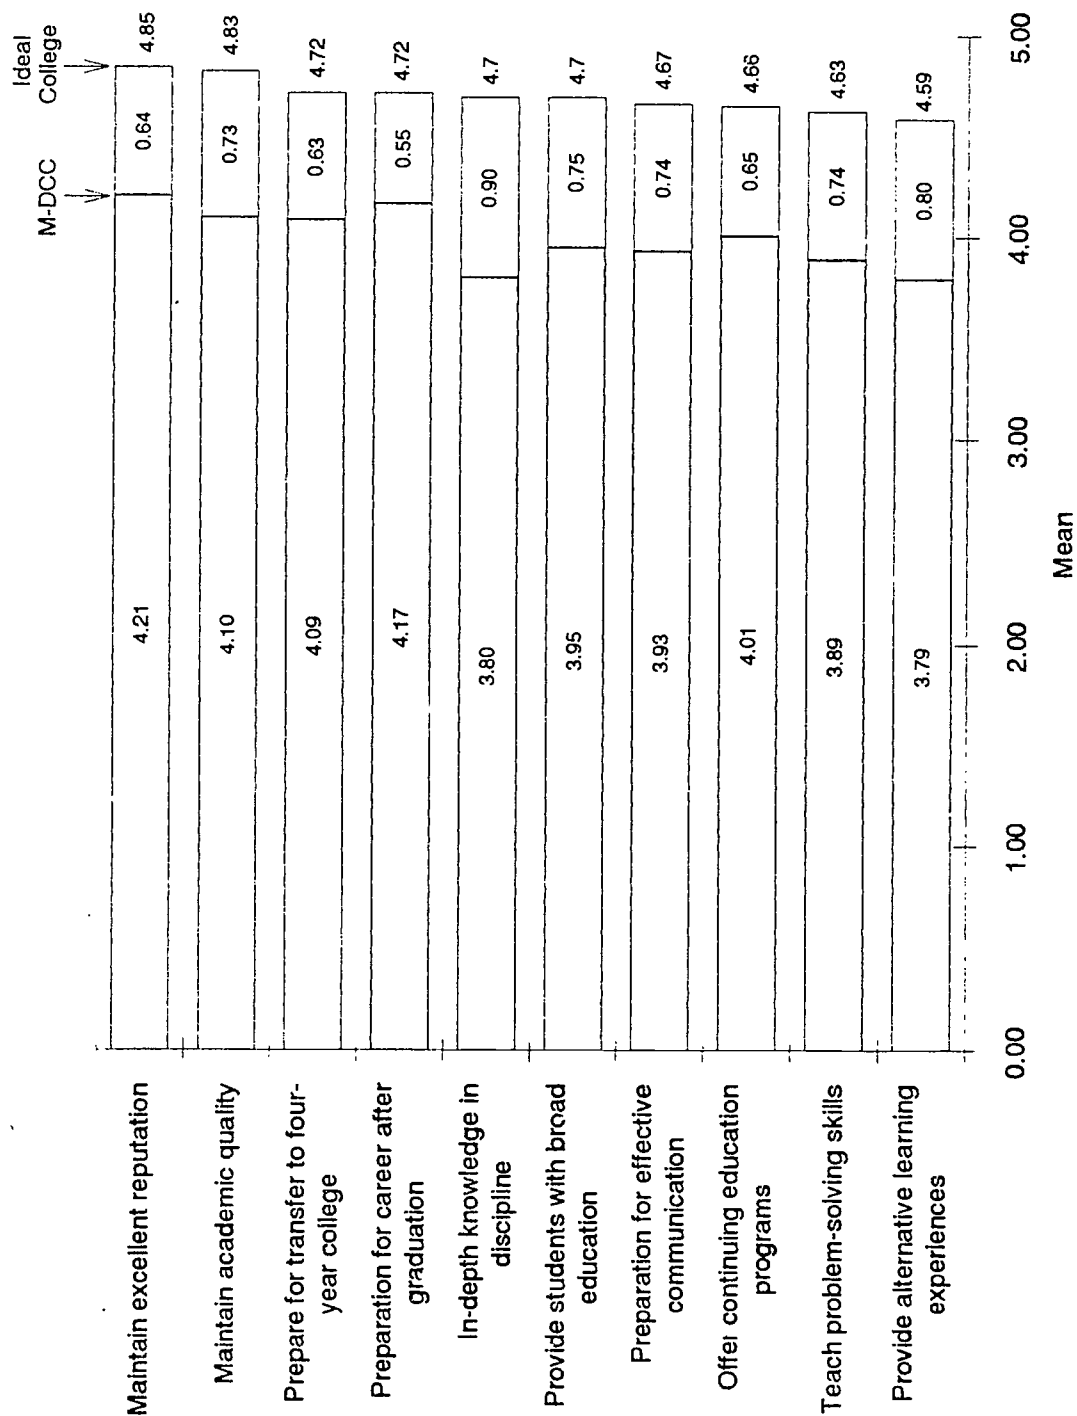 M-DCC
Ideal
College
Maintain excellent reputation
4.21
0.64
4.85
Maintain academic quality
4.10
0.73
4.83
Prepare for transfer to four-
year college
4.09
0.63
4.72
Preparation for career after
graduation
4.17
0.55
4.72
In-depth knowledge in
discipline
3.80
0.90
4.7
Provide students with broad
education
3.95
0.75
4.7
Preparation for effective
communication
3.93
0.74
4.67
Offer continuing education
programs
4.01
0.65
4.66
Teach problem-solving skills
3.89
0.74
4.63
Provide alternative learning
experiences
3.79
0.80
4.59
0.00 1.00 2.00 3.00 4.00 5.00
Mean